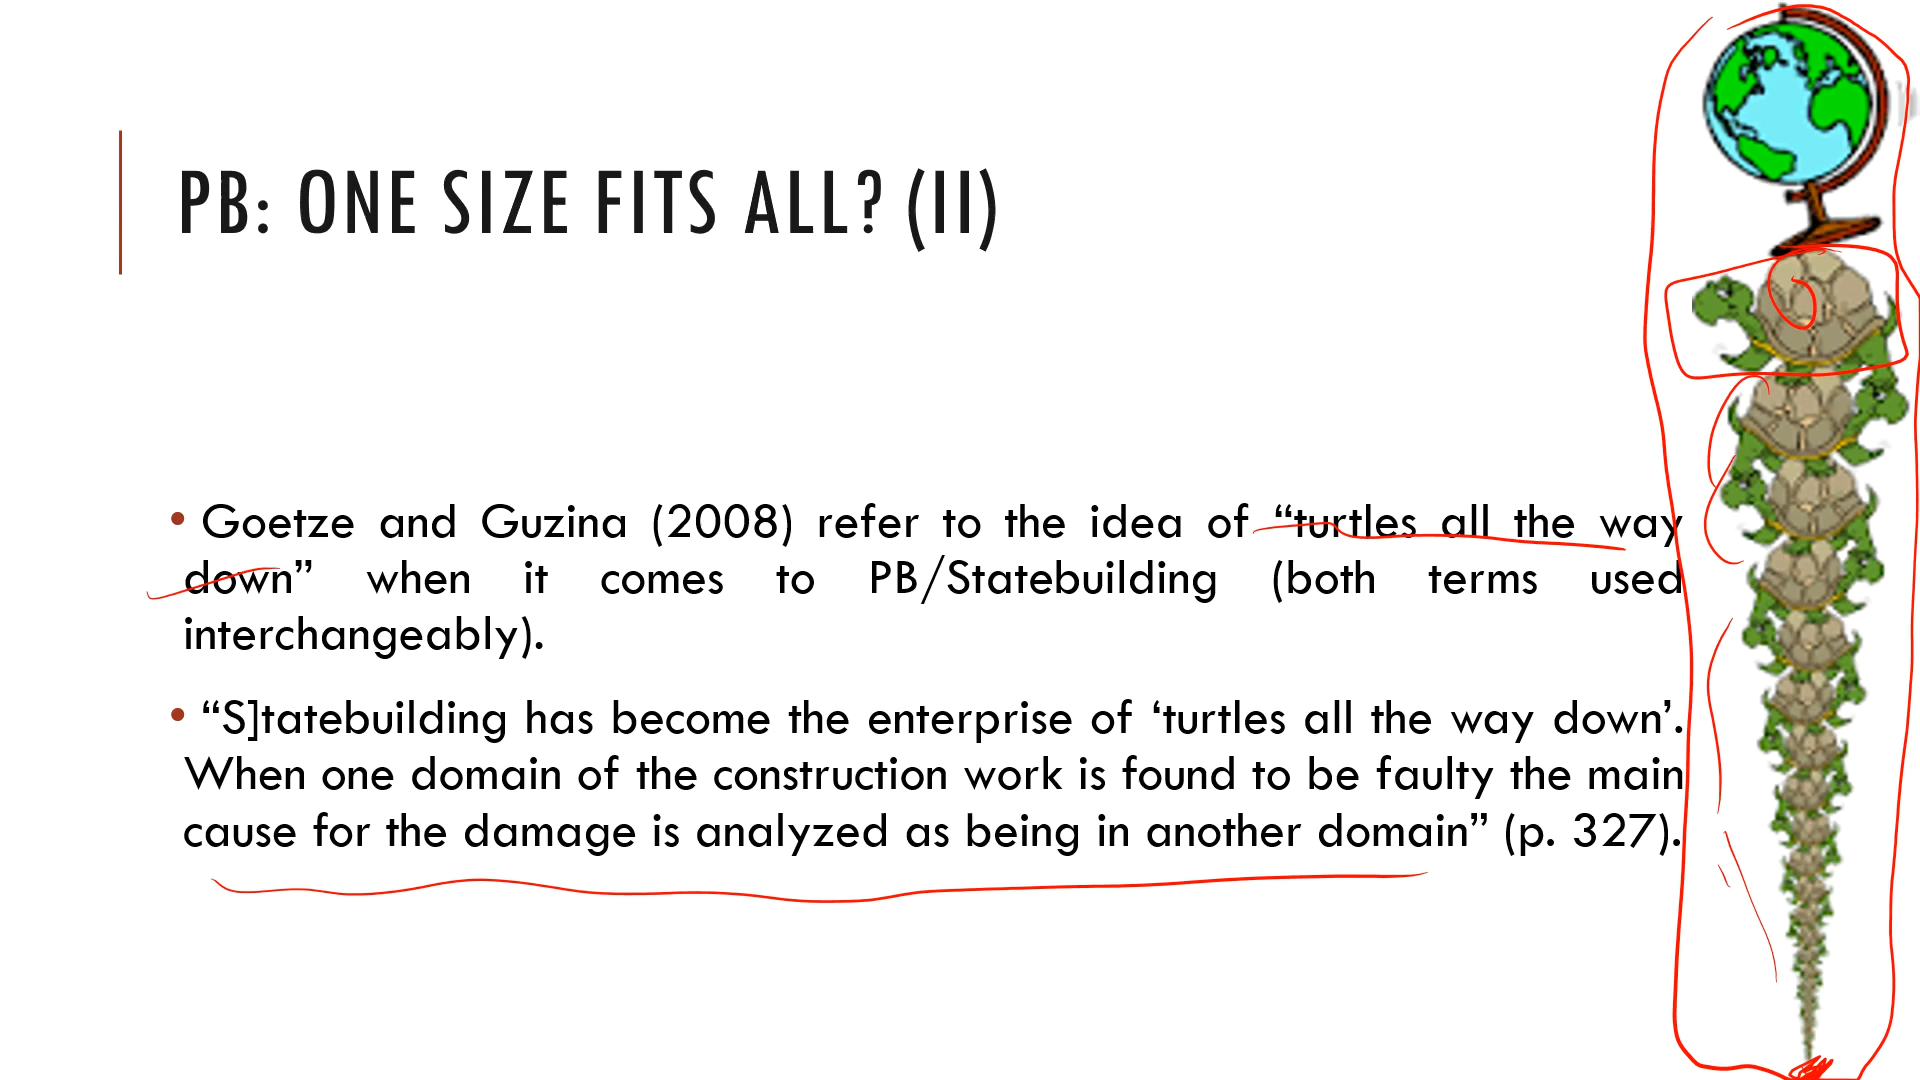 PB: ONE SIZE FITS ALL? (II)
• Goetze and Guzina (2008) refer to the idea of “turtles all the way
down” when it comes to PB/Statebuilding (both terms used
interchangeably).
• “S]tatebuilding has become the enterprise of ‘turtles all the way down’.
When one domain of the construction work is found to be faulty the main
cause for the damage is analyzed as being in another domain” (p. 327).